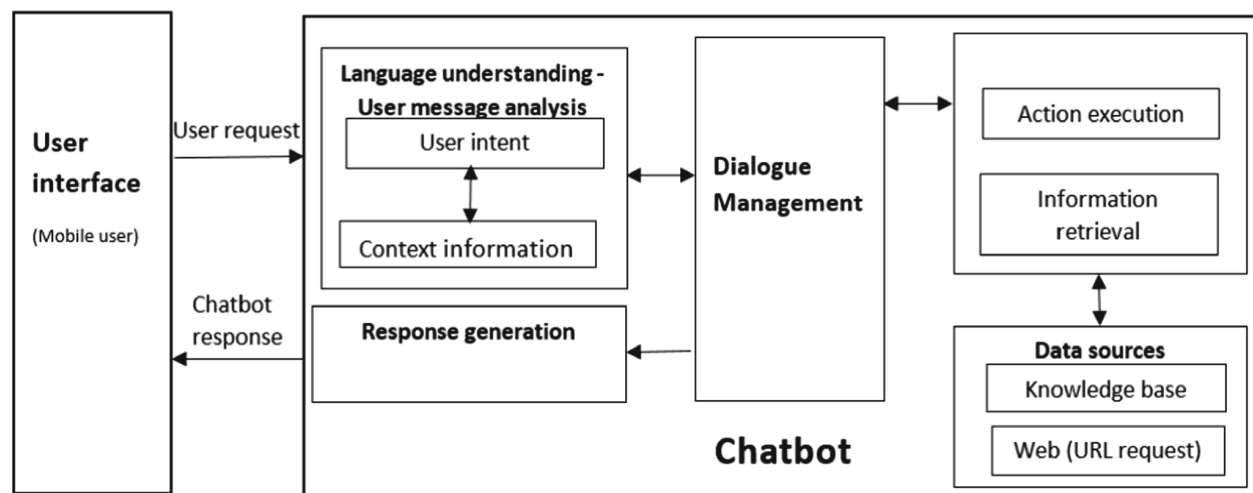 User
interface
(Mobile user)
User request
Chatbot
response
Language understanding -
User message analysis
User intent
Context information
Response generation
Dialogue
Management
Action execution
Information
retrieval
Data sources
Knowledge base
Web (URL request)
Chatbot